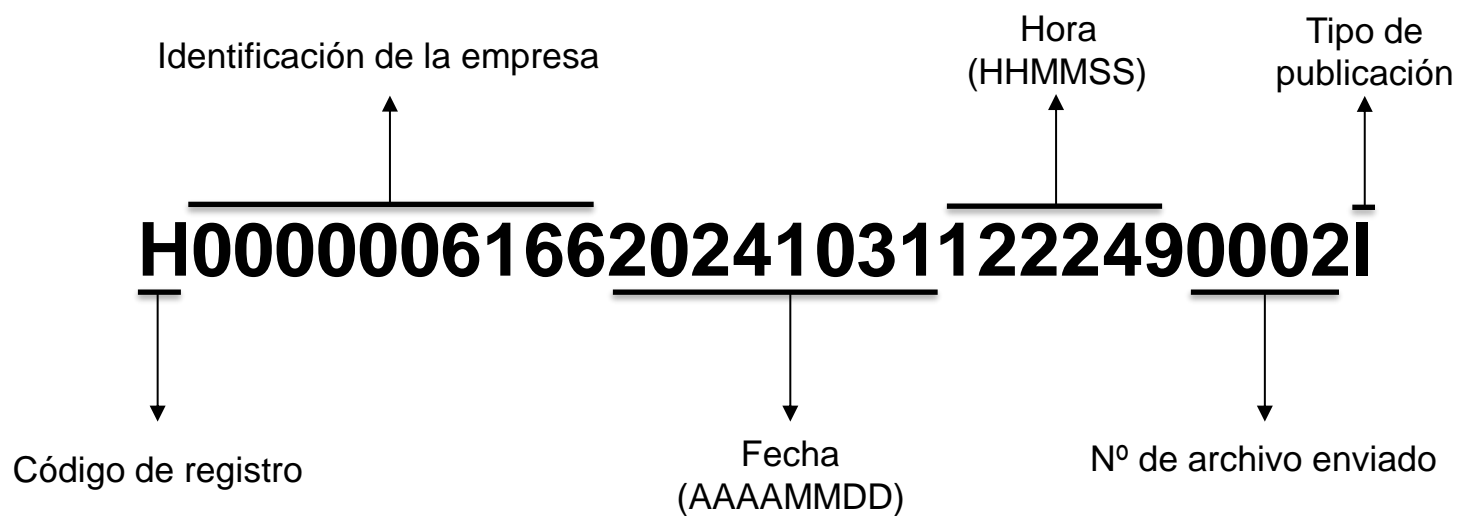 Identificación de la empresa
Hora
(HHMMSS)
Tipo de
publicación
H0000006166202410311222490002I
Código de registro
Fecha
(AAAAMMDD)
Nº de archivo enviado